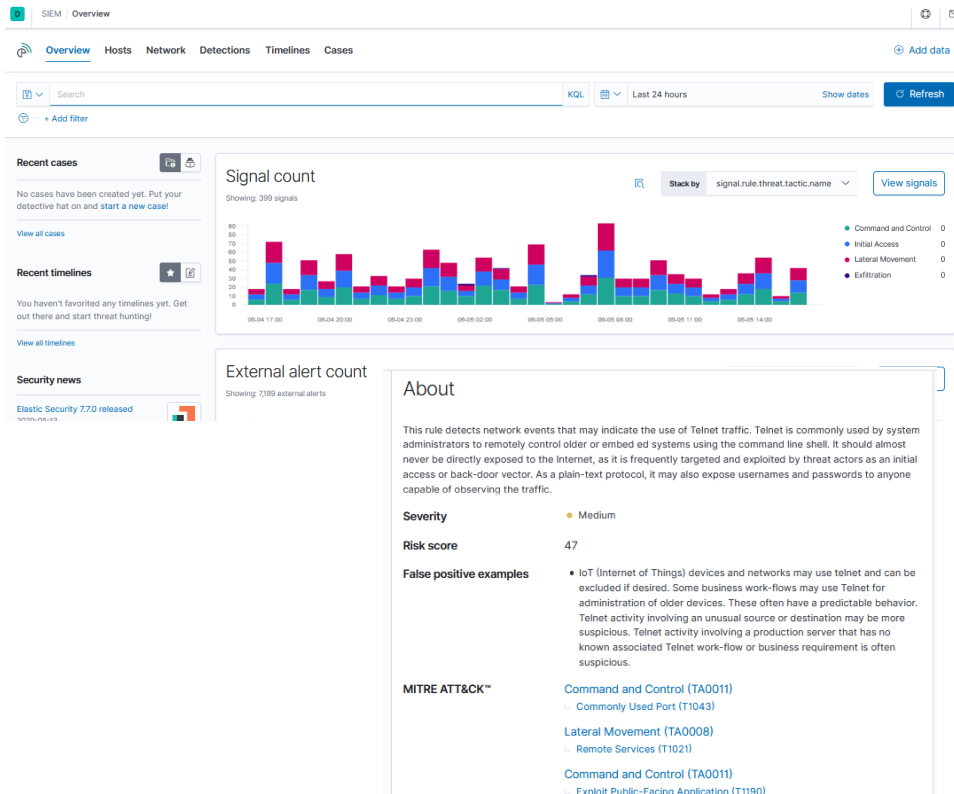 D SIEM / Overview
Overview Hosts Network Detections Timelines Cases Add data
Search KQL Last 24 hours Show dates Refresh
+ Add filter
Recent cases
No cases have been created yet. Put your
detective hat on and start a new case!
View all cases
Recent timelines
You haven't favorited any timelines yet. Get
out there and start threat hunting!
View all timelines
Security news
Elastic Security 7.7.0 released
2020-05-13
Signal count
Showing: 399 signals
Stack by signal.rule.threat.tactic.name View signals
90
80
70
60
50
40
30
20
10
0
06-04 17:00 06-04 20:00 06-04 23:00 06-05 02:00 06-05 05:00 06-05 08:00 06-05 11:00 06-05 14:00
Command and Control 0
Initial Access 0
Lateral Movement 0
Exfiltration 0
External alert count
Showing: 7,189 external alerts
About
This rule detects network events that may indicate the use of Telnet traffic. Telnet is commonly used by system
administrators to remotely control older or embed ed systems using the command line shell. It should almost
never be directly exposed to the Internet, as it is frequently targeted and exploited by threat actors as an initial
access or back-door vector. As a plain-text protocol, it may also expose usernames and passwords to anyone
capable of observing the traffic.
Severity Medium
Risk score 47
False positive examples • IoT (Internet of Things) devices and networks may use telnet and can be
excluded if desired. Some business work-flows may use Telnet for
administration of older devices. These often have a predictable behavior.
Telnet activity involving an unusual source or destination may be more
suspicious. Telnet activity involving a production server that has no
known associated Telnet work-flow or business requirement is often
suspicious.
MITRE ATT&CK™ Command and Control (TA0011)
Commonly Used Port (T1043)
Lateral Movement (TA0008)
Remote Services (T1021)
Command and Control (TA0011)
Exploit Public-Facing Application (T1190)